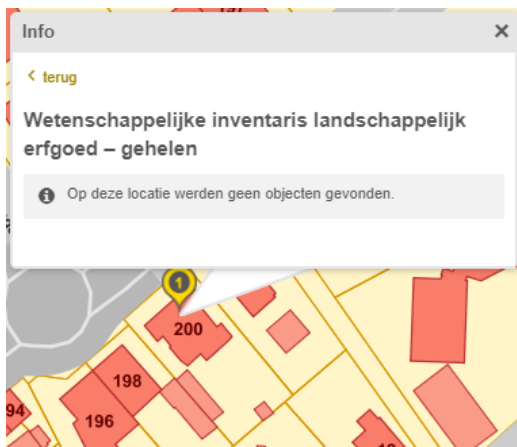 197
Info
terug
Wetenschappelijke inventaris landschappelijk
erfgoed – gehelen
Op deze locatie werden geen objecten gevonden.
1
200
198
94
196